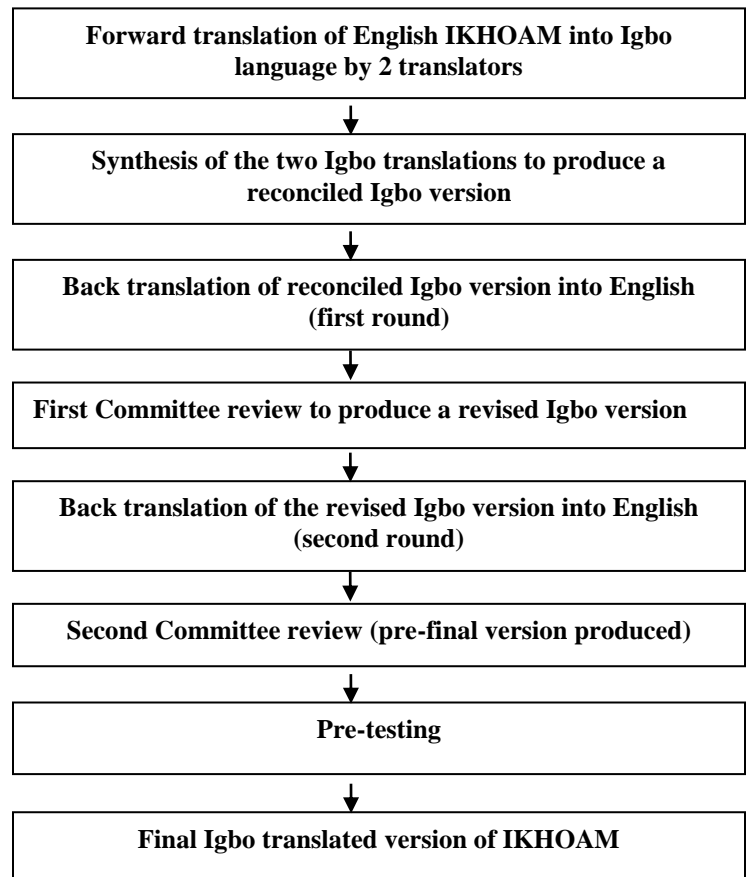 Forward translation of English IKHOAM into Igbo
language by 2 translators
Synthesis of the two Igbo translations to produce a
reconciled Igbo version
Back translation of reconciled Igbo version into English
(first round)
First Committee review to produce a revised Igbo version
Back translation of the revised Igbo version into English
(second round)
Second Committee review (pre-final version produced)
Pre-testing
Final Igbo translated version of IKHOAM